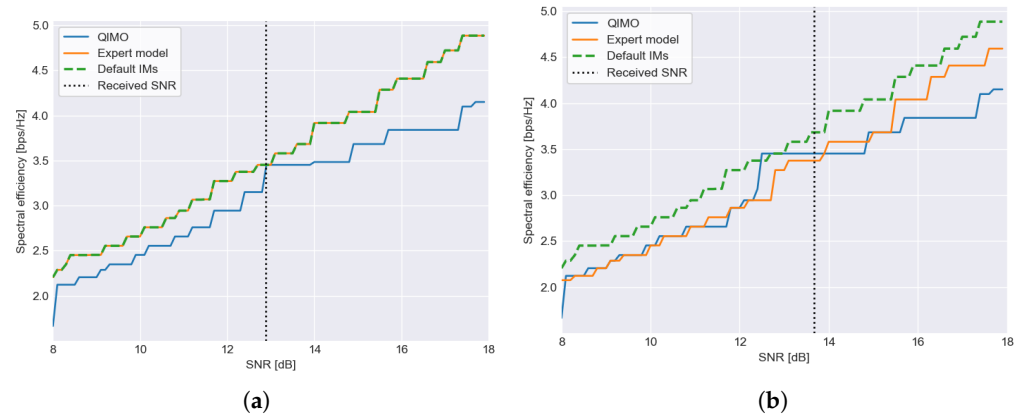 5.0
4.5
4.0
3.5
3.0
2.5
2.0
Spectral efficiency [bps/Hz]
QIMO
Expert model
Default IMs
Received SNR
8
10
12
14
16
18
SNR [dB]
(a)
5.0
4.5
4.0
3.5
3.0
2.5
2.0
Spectral efficiency [bps/Hz]
QIMO
Expert model
Default IMs
Received SNR
8
10
12
14
16
18
SNR [dB]
(b)